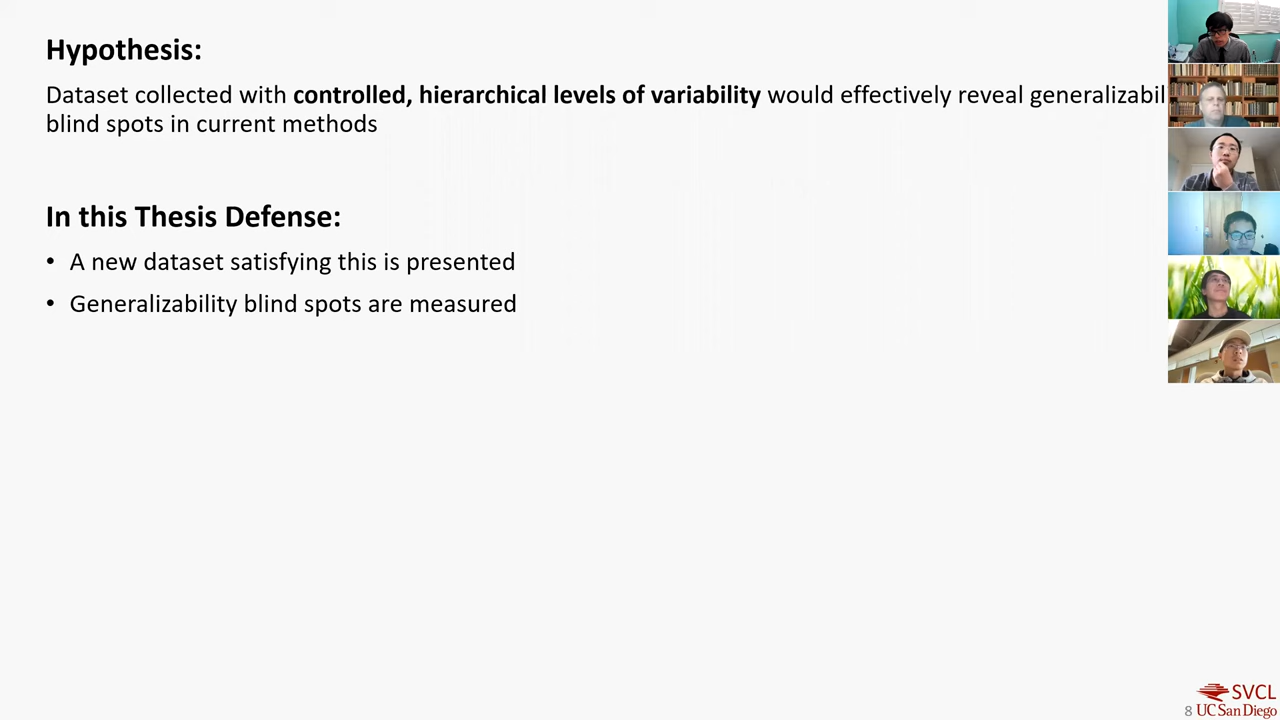 Hypothesis:
Dataset collected with controlled, hierarchical levels of variability would effectively reveal generalizabil
blind spots in current methods
In this Thesis Defense:
• A new dataset satisfying this is presented
• Generalizability blind spots are measured
SVCL
8 UC San Diego